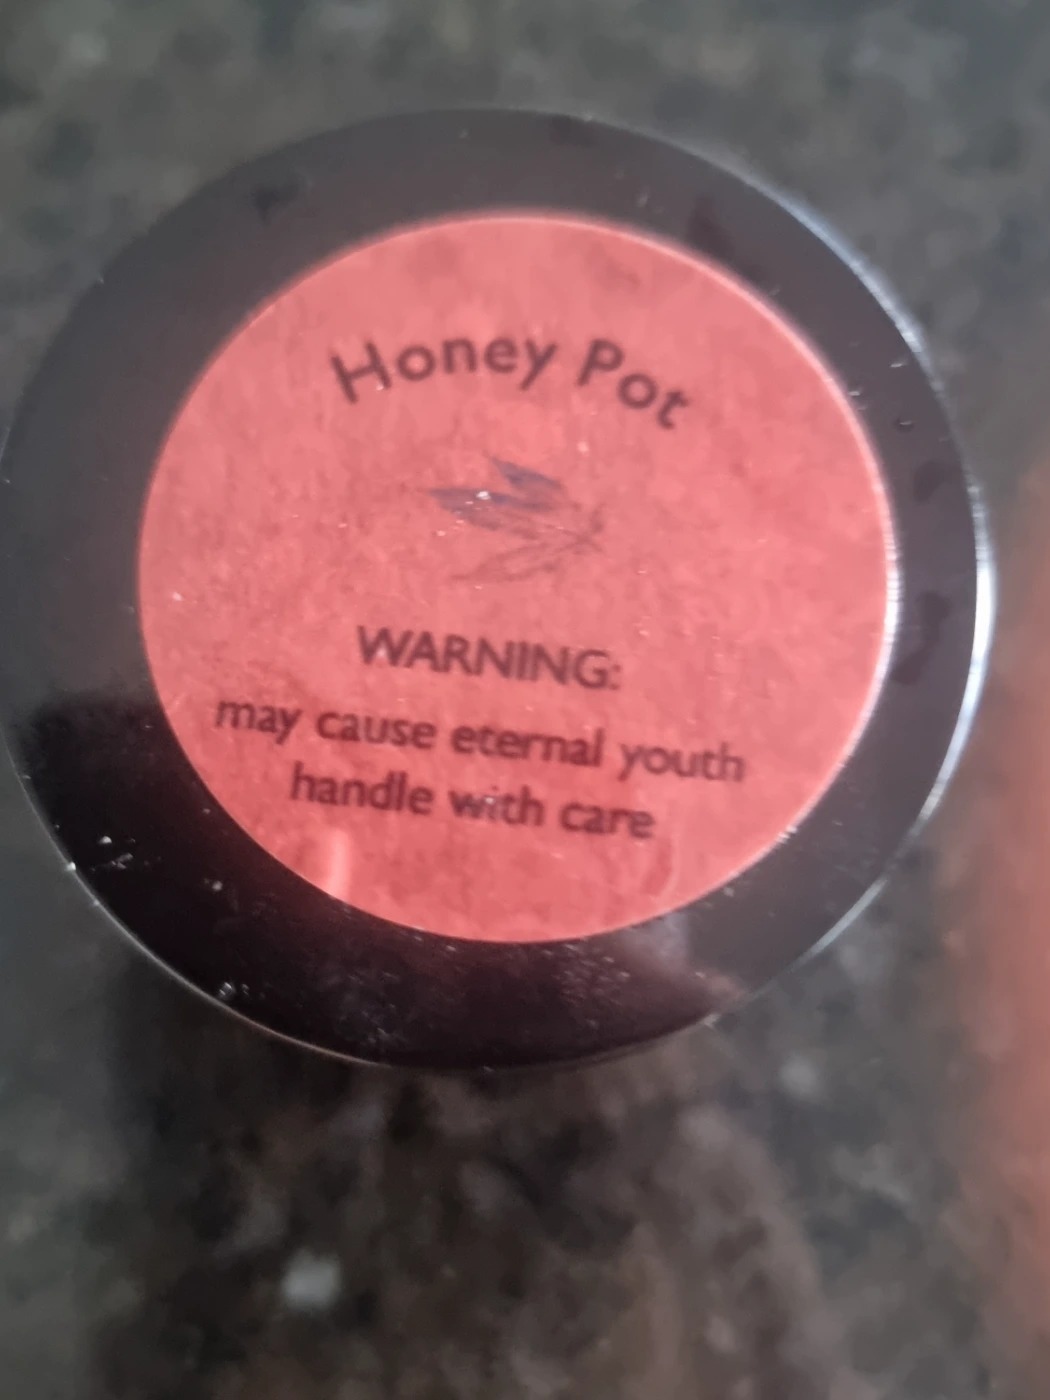 Honey Pot
WARNING:
may cause eternal youth
handle with care